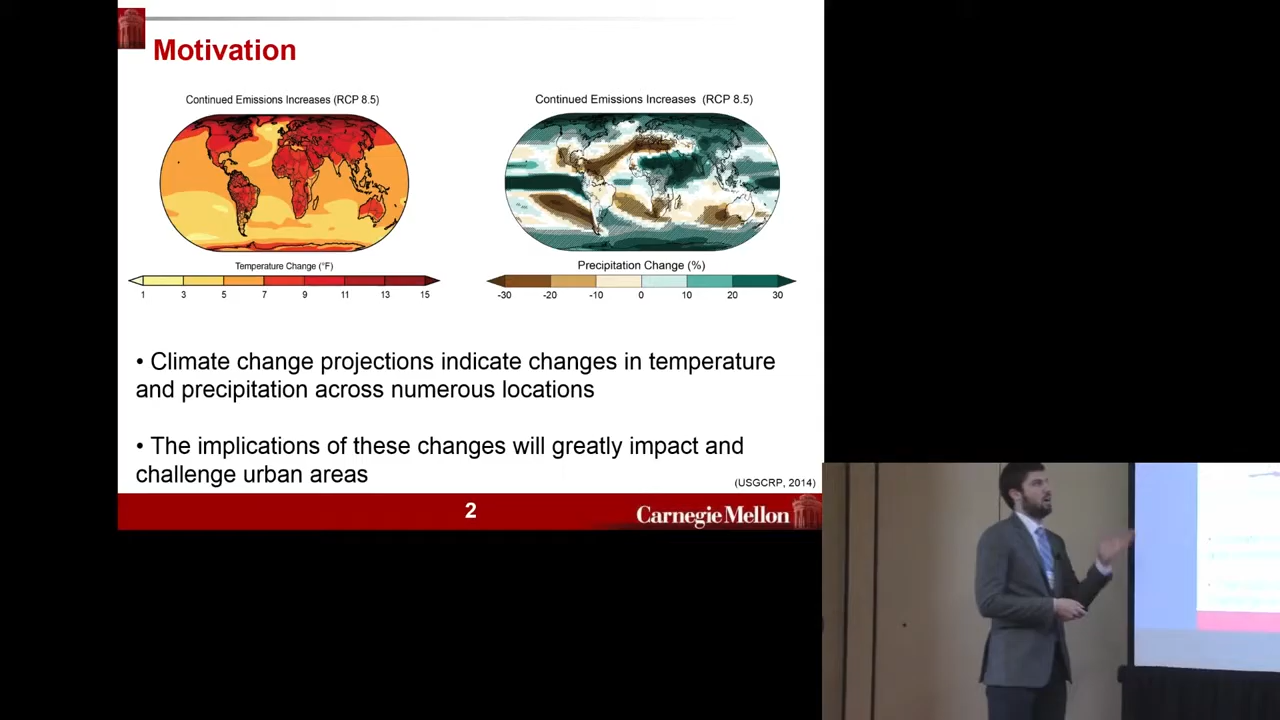 Motivation
Continued Emissions Increases (RCP 8.5)
Temperature Change (°F)
1 3 5 7 9 11 13 15
Continued Emissions Increases (RCP 8.5)
Precipitation Change (%)
-30 -20 -10 0 10 20 30
• Climate change projections indicate changes in temperature
and precipitation across numerous locations
• The implications of these changes will greatly impact and
challenge urban areas
(USGCRP, 2014)
2
Carnegie Mellon